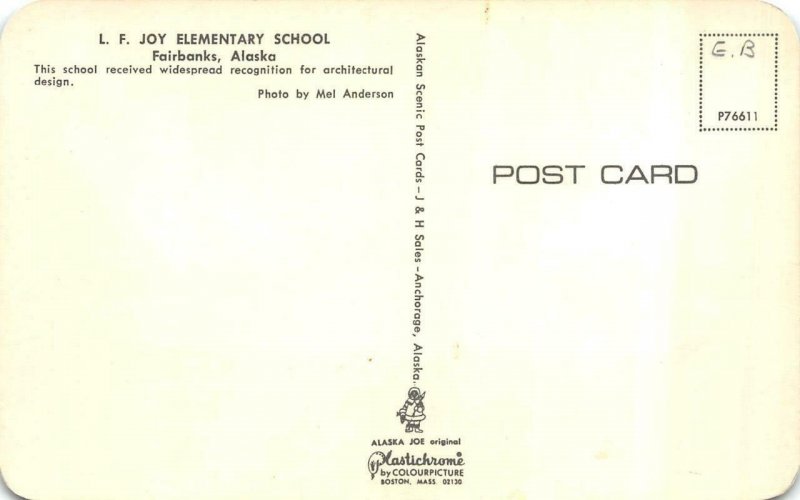 L. F. JOY ELEMENTARY SCHOOL
Fairbanks, Alaska
This school received widespread recognition for architectural
design.
Photo by Mel Anderson
Alaskan Scenic Post Cards-J & H Sales -Anchorage, Alaska.
ALASKA JOE original
Plastichrome
by COLOURPICTURE
BOSTON, MASS 02130
E.B
P76611
POST CARD